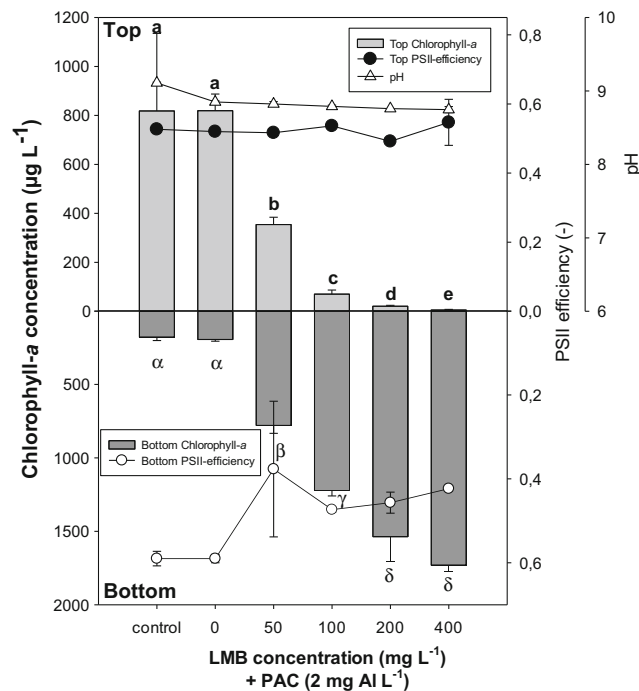 Top
a
a
b
c
d
e
Top Chlorophyll-a
Top PSII-efficiency
pH
1200
1000
800
600
400
200
0
500
1000
1500
2000
Chlorophyll-a concentration (µg L⁻¹)
0,8
0,6
0,4
0,2
0,0
0,2
0,4
0,6
PSII efficiency (-)
10
9
8
7
6
pH
α
α
β
γ
δ
δ
Bottom Chlorophyll-a
Bottom PSII-efficiency
Bottom
control 0 50 100 200 400
LMB concentration (mg L⁻¹)
+ PAC (2 mg Al L⁻¹)